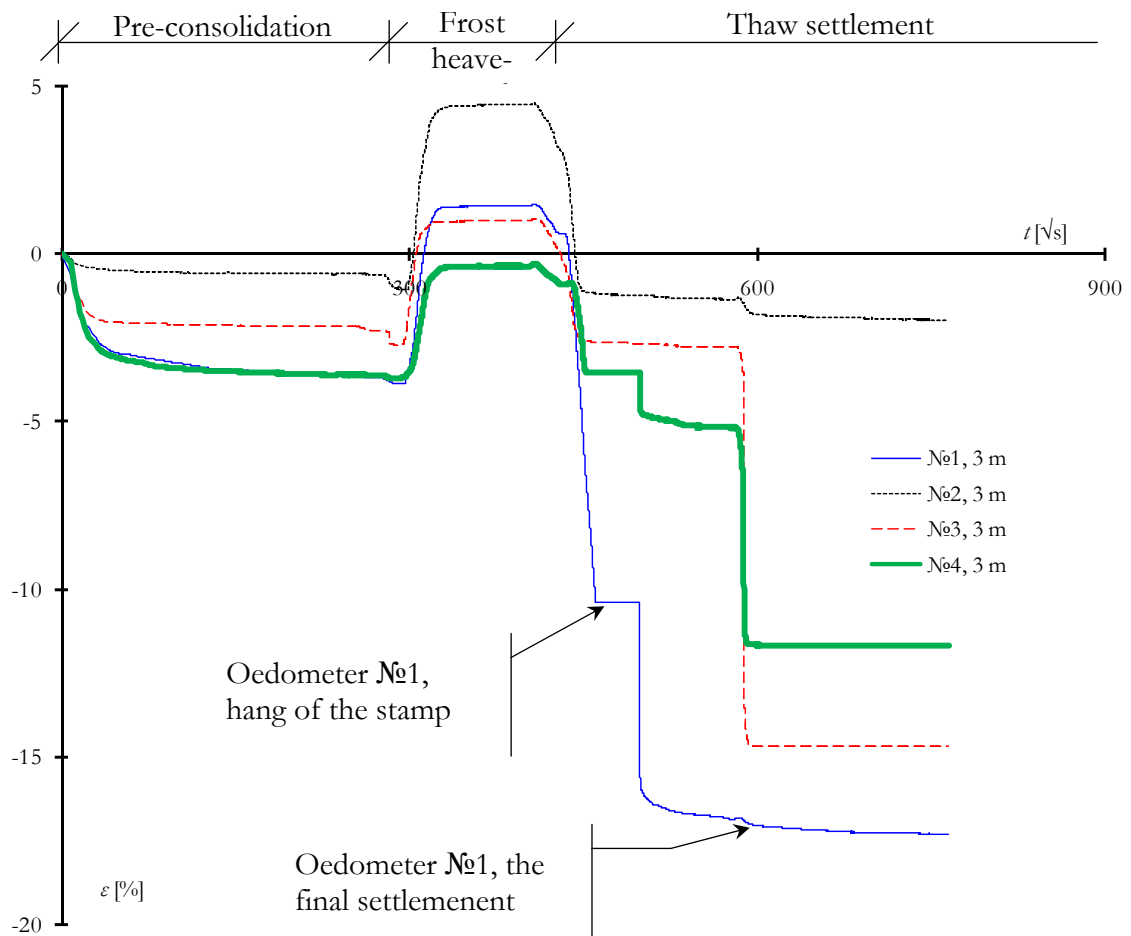 Pre-consolidation
Frost
heave-
Thaw settlement
5
t [√s]
0
0
300
600
900
-5
№1, 3 m
№2, 3 m
№3, 3 m
№4, 3 m
-10
Oedometer №1,
hang of the stamp
-15
Oedometer №1, the
final settlemenent
ε [%]
-20